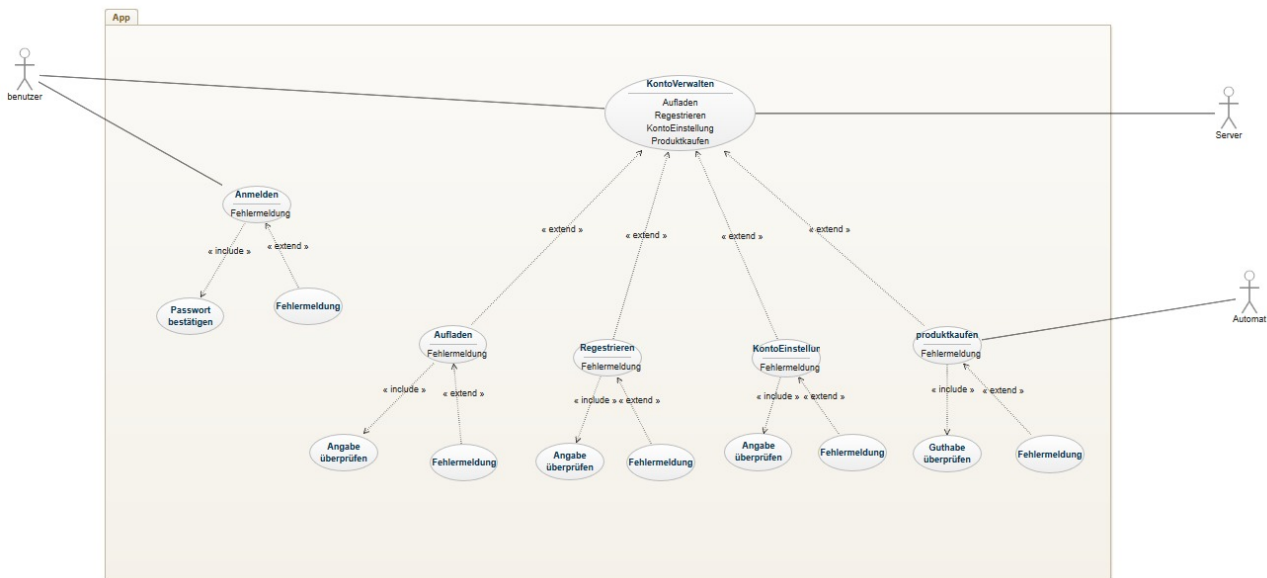 App
benutzer
KontoVerwalten
Aufladen
Regestrieren
KontoEinstellung
Produktkaufen
Server
Anmelden
Fehlermeldung
« include »
« extend »
Passwort
bestätigen
Fehlermeldung
« extend »
« extend »
« extend »
« extend »
Automat
Aufladen
Fehlermeldung
Regestrieren
Fehlermeldung
KontoEinstellur
Fehlermeldung
produktkaufen
Fehlermeldung
« include »
« extend »
« include »
« extend »
« include »
« extend »
« include »
« extend »
Angabe
überprüfen
Fehlermeldung
Angabe
überprüfen
Fehlermeldung
Angabe
überprüfen
Fehlermeldung
Guthabe
überprüfen
Fehlermeldung